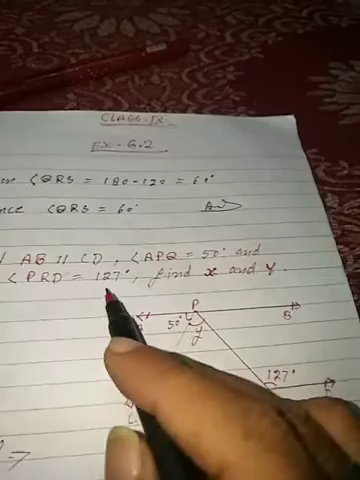 CLASS-IX
EX-6.2
∠QRS = 180-120 = 60°
∠QRS = 60°
AB || CD, ∠APQ = 50° and
∠PRD = 127°, find x and y.
P
B
50°
y
127°
C